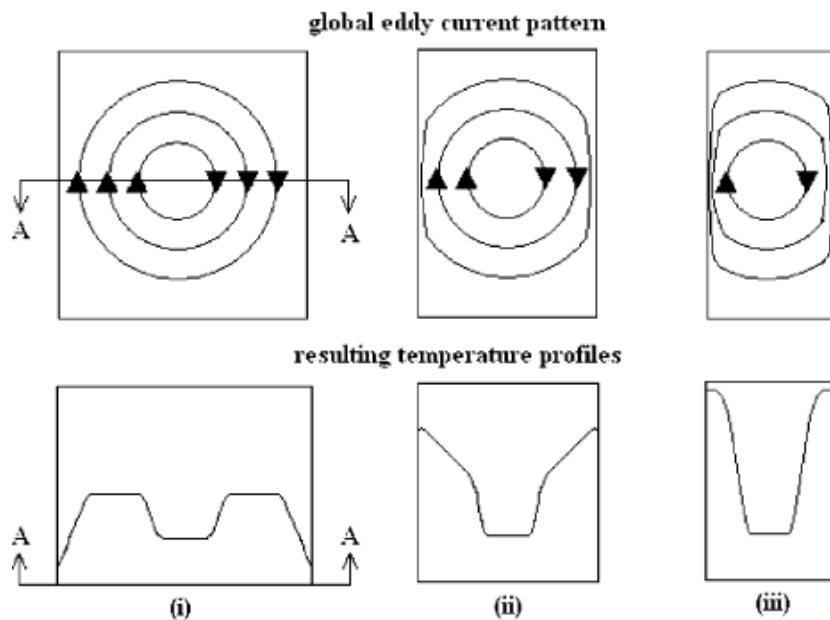 global eddy current pattern
A A
resulting temperature profiles
A A
(i) (ii) (iii)